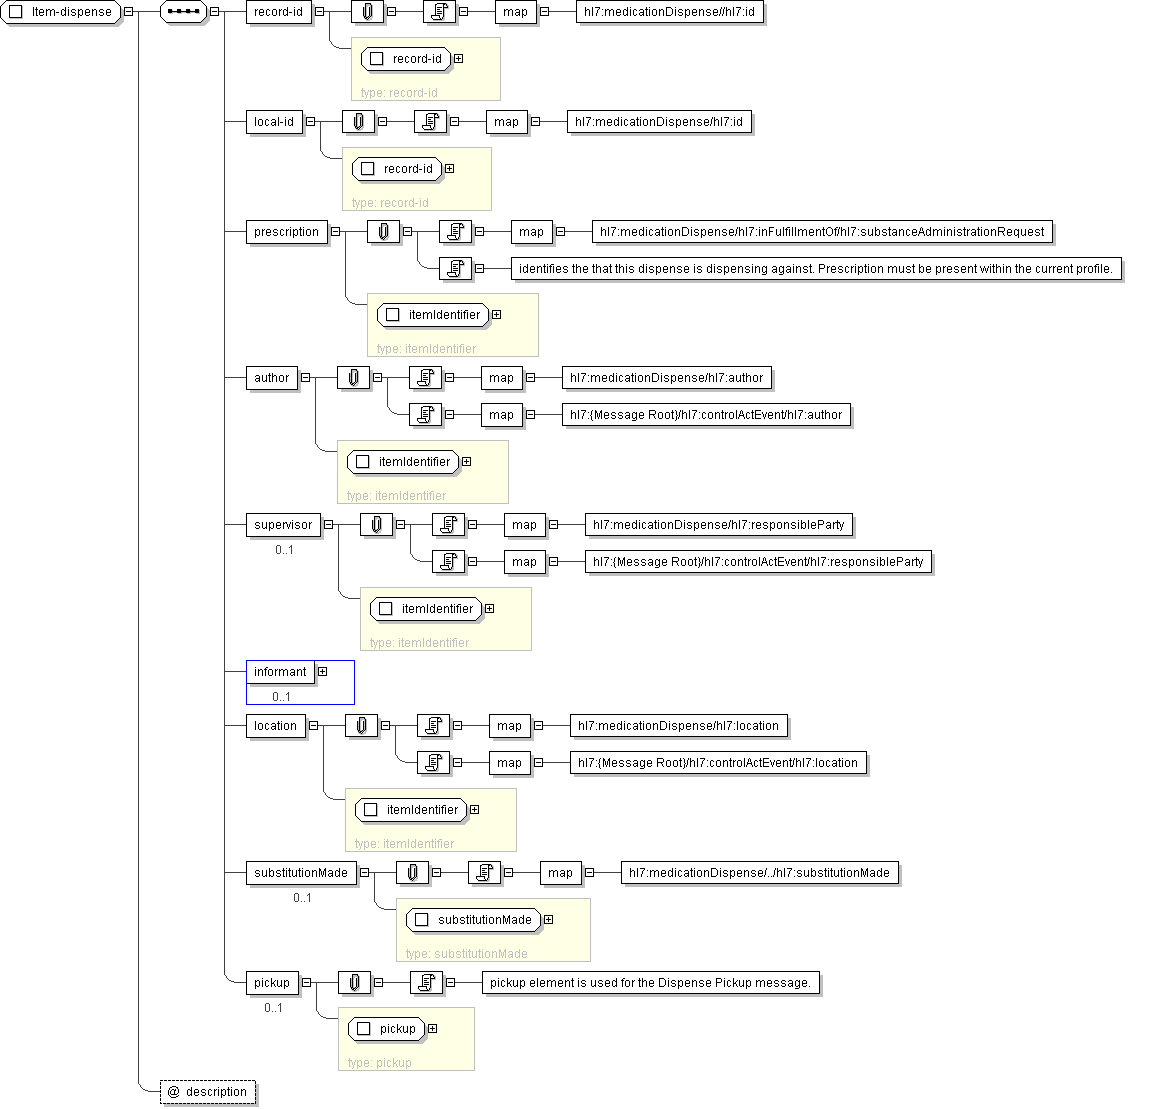 Item-dispense
record-id map hl7:medicationDispense//hl7:id
record-id
type: record-id
local-id map hl7:medicationDispense/hl7:id
record-id
type: record-id
prescription map hl7:medicationDispense/hl7:inFulfillmentOf/hl7:substanceAdministrationRequest
identifies the that this dispense is dispensing against. Prescription must be present within the current profile.
itemIdentifier
type: itemIdentifier
author map hl7:medicationDispense/hl7:author
map hl7:{Message Root}/hl7:controlActEvent/hl7:author
itemIdentifier
type: itemIdentifier
supervisor map hl7:medicationDispense/hl7:responsibleParty
0..1
map hl7:{Message Root}/hl7:controlActEvent/hl7:responsibleParty
itemIdentifier
type: itemIdentifier
informant
0..1
location map hl7:medicationDispense/hl7:location
map hl7:{Message Root}/hl7:controlActEvent/hl7:location
itemIdentifier
type: itemIdentifier
substitutionMade map hl7:medicationDispense/../hl7:substitutionMade
0..1
substitutionMade
type: substitutionMade
pickup pickup element is used for the Dispense Pickup message.
0..1
pickup
type: pickup
@ description